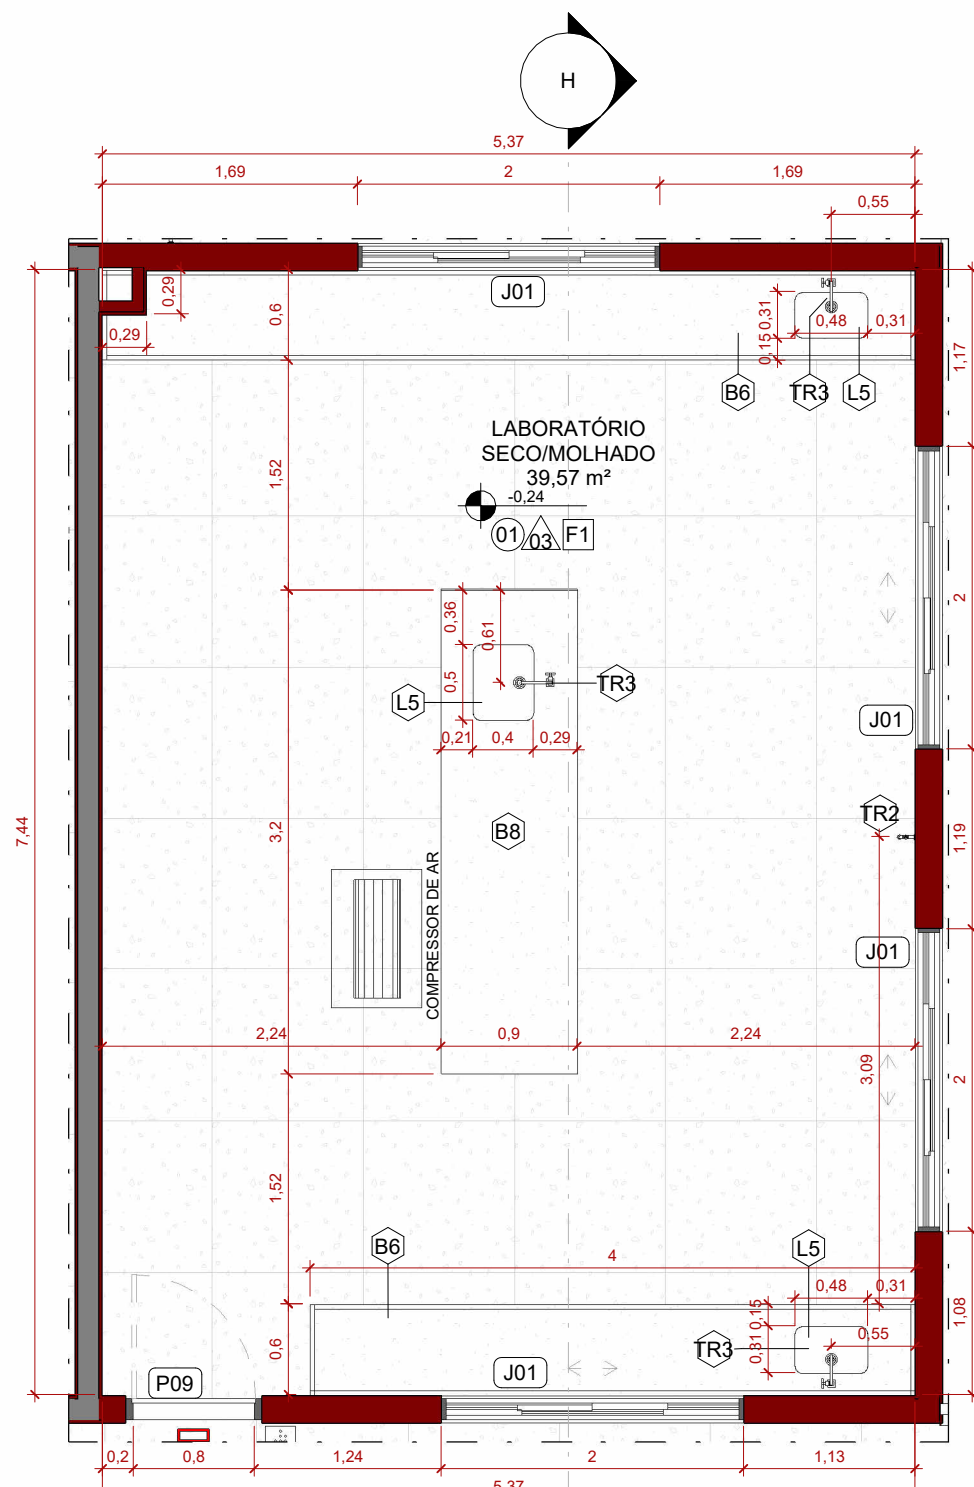 H
5,37
1,69
2
1,69
0,55
J01
0,29
0,6
0,29
0,31
0,48
0,31
0,15
1,17
B6
TR3
L5
LABORATÓRIO
SECO/MOLHADO
39,57 m²
-0,24
01
03
F1
1,52
0,36
0,61
2
0,5
TR3
L5
J01
0,21
0,4
0,29
TR2
7,44
3,2
B8
1,19
COMPRESSOR DE AR
J01
2,24
0,9
2,24
3,09
2
1,52
B6
L5
4
0,48
0,31
0,15
1,08
0,55
0,31
TR3
0,6
J01
P09
0,2
0,8
1,24
2
1,13
5,37